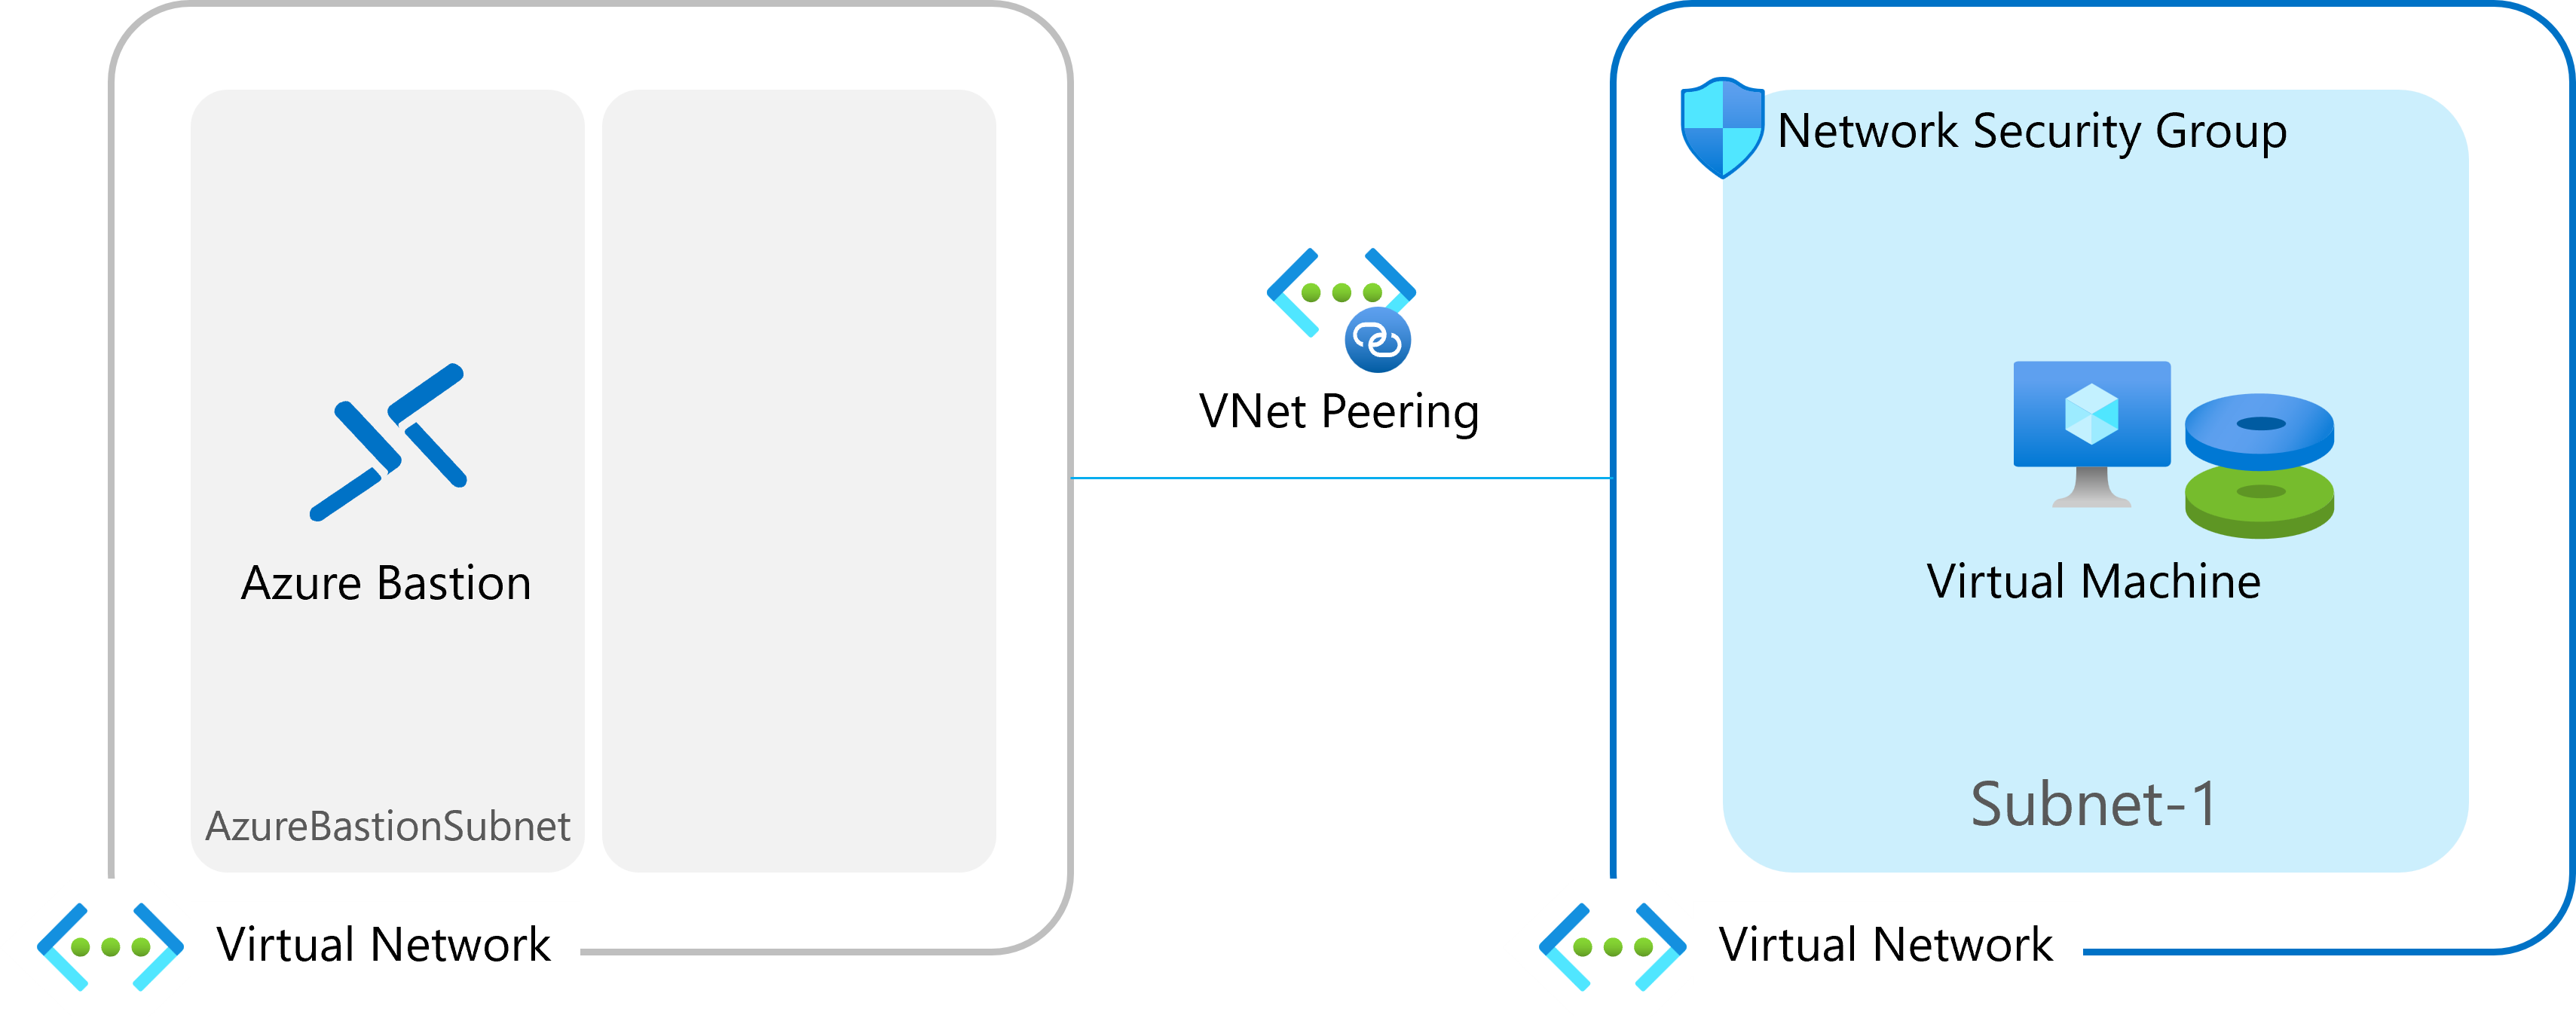 Azure Bastion
AzureBastionSubnet
Virtual Network
VNet Peering
Network Security Group
Virtual Machine
Subnet-1
Virtual Network